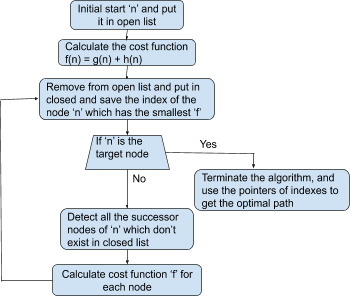 Initial start ‘n’ and put
it in open list
Calculate the cost function
f(n) = g(n) + h(n)
Remove from open list and put in
closed and save the index of the
node ‘n’ which has the smallest ‘f’
If ‘n’ is the
target node
Yes
Terminate the algorithm, and
use the pointers of indexes to
get the optimal path
No
Detect all the successor
nodes of ‘n’ which don’t
exist in closed list
Calculate cost function ‘f’ for
each node